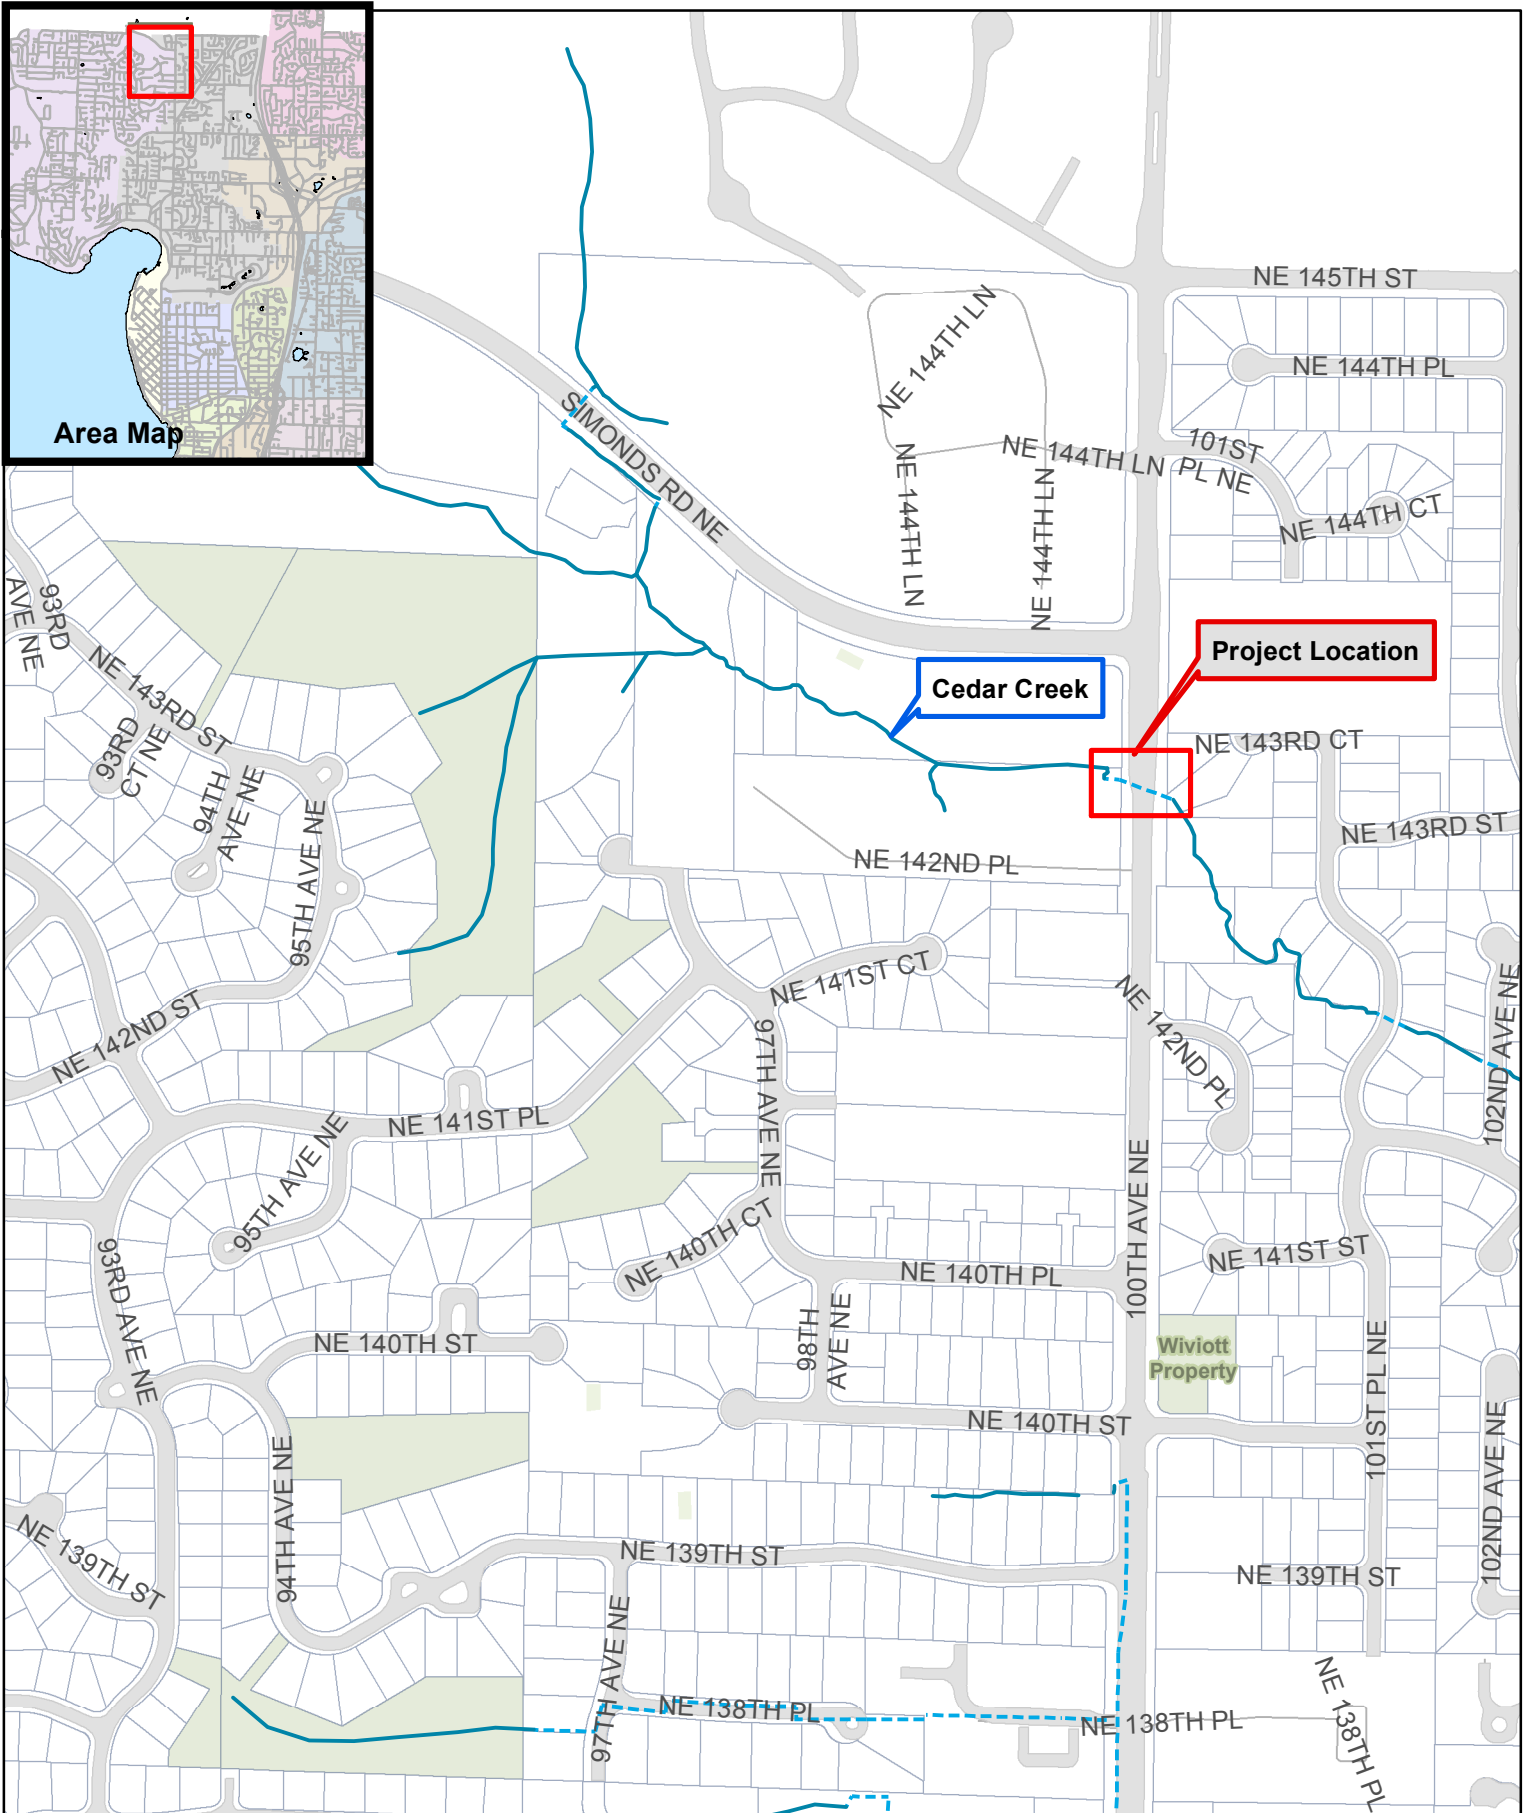 Area Map
NE 145TH ST
NE 144TH LN
NE 144TH PL
SIMONDS RD NE
NE 144TH LN
101ST
PL NE
NE 144TH LN
NE 144TH LN
NE 144TH CT
93RD
AVE NE
Project Location
NE 143RD ST
Cedar Creek
93RD
CT NE
NE 143RD CT
94TH
AVE NE
95TH AVE NE
NE 143RD ST
NE 142ND PL
NE 141ST CT
NE 142ND ST
NE 142ND PL
102ND AVE NE
97TH AVE NE
NE 141ST PL
95TH AVE NE
100TH AVE NE
NE 140TH CT
NE 141ST ST
93RD AVE NE
NE 140TH PL
98TH
AVE NE
NE 140TH ST
Wiviott
Property
101ST PL NE
NE 140TH ST
94TH AVE NE
102ND AVE NE
NE 139TH ST
NE 139TH ST
NE 139TH ST
97TH AVE NE
NE 138TH PL
NE 138TH PL
NE 138TH PL